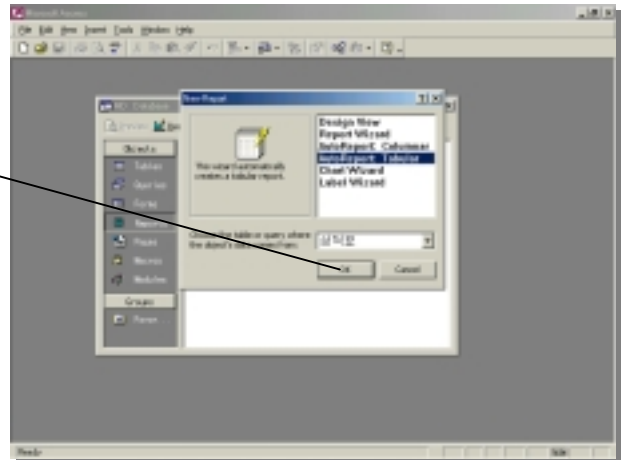 Microsoft Access
File Edit View Insert Tools Window Help
Database
New Report
Design View
Report Wizard
AutoReport: Columnar
AutoReport: Tabular
Chart Wizard
Label Wizard
This wizard automatically
creates a tabular report.
Choose the table or query where
the object's data comes from:
OK
Cancel
Objects
Tables
Queries
Forms
Reports
Pages
Macros
Modules
Groups
Ready
NUM